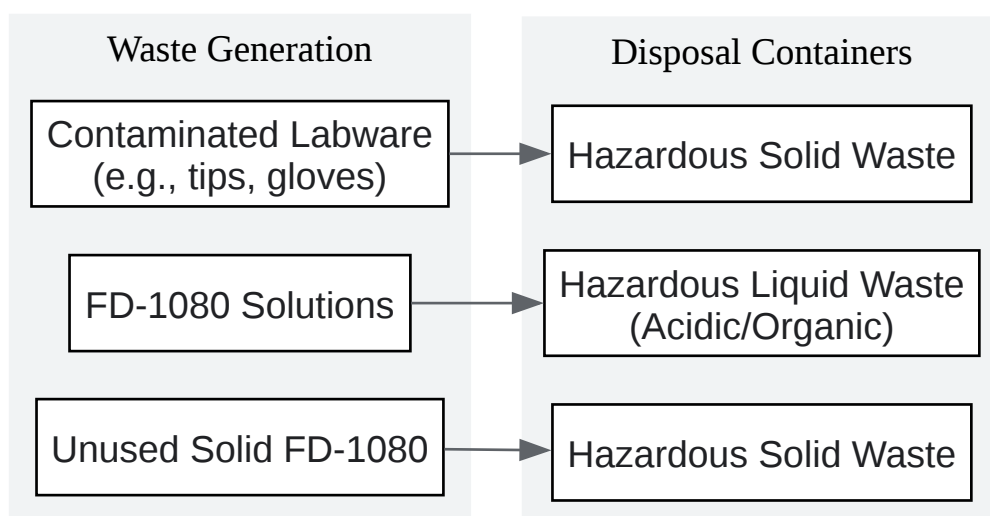 Waste Generation
Contaminated Labware
(e.g., tips, gloves)
FD-1080 Solutions
Unused Solid FD-1080
Disposal Containers
Hazardous Solid Waste
Hazardous Liquid Waste
(Acidic/Organic)
Hazardous Solid Waste